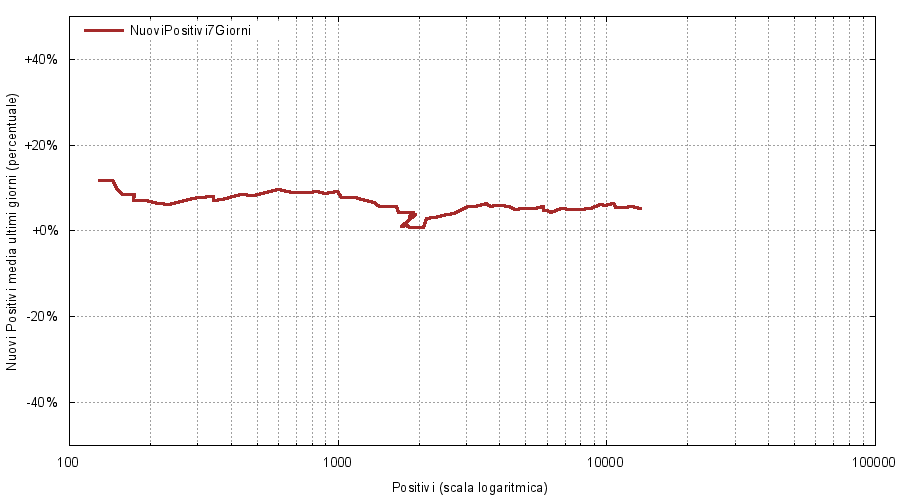 NuoviPositivi7Giorni
+40%
+20%
+0%
-20%
-40%
Nuovi Positivi media ultimi giorni (percentuale)
100 1000 10000 100000
Positivi (scala logaritmica)